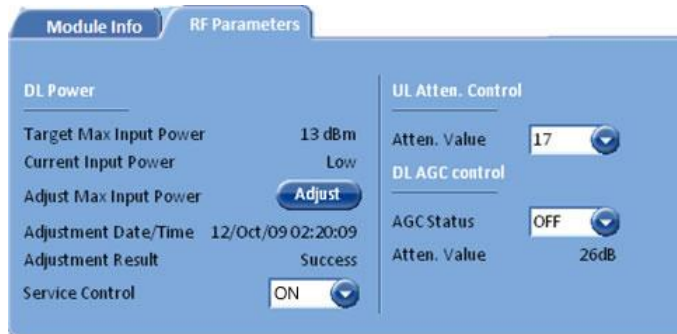 Module Info
RF Parameters
DL Power
Target Max Input Power 13 dBm
Current Input Power Low
Adjust Max Input Power Adjust
Adjustment Date/Time 12/Oct/09 02:20:09
Adjustment Result Success
Service Control ON
UL Atten. Control
Atten. Value 17
DL AGC control
AGC Status OFF
Atten. Value 26dB